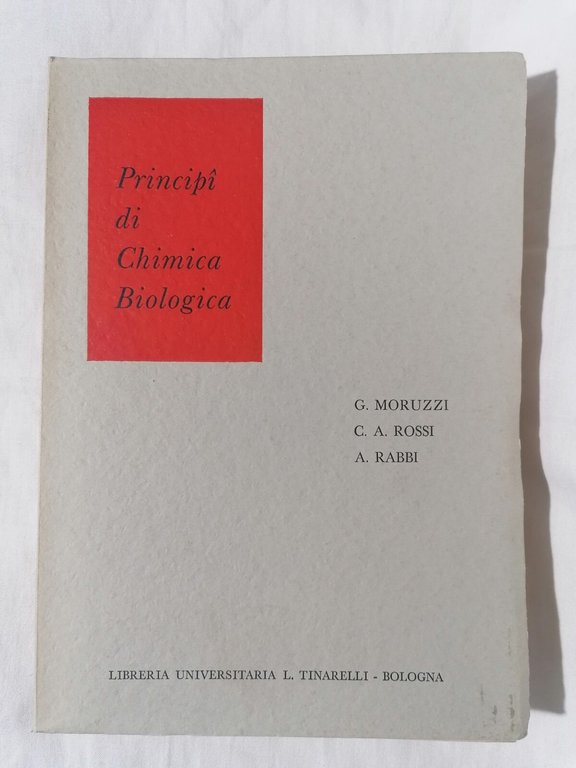 Principî
di
Chimica
Biologica
G. MORUZZI
C. A. ROSSI
A. RABBI
LIBRERIA UNIVERSITARIA L. TINARELLI - BOLOGNA